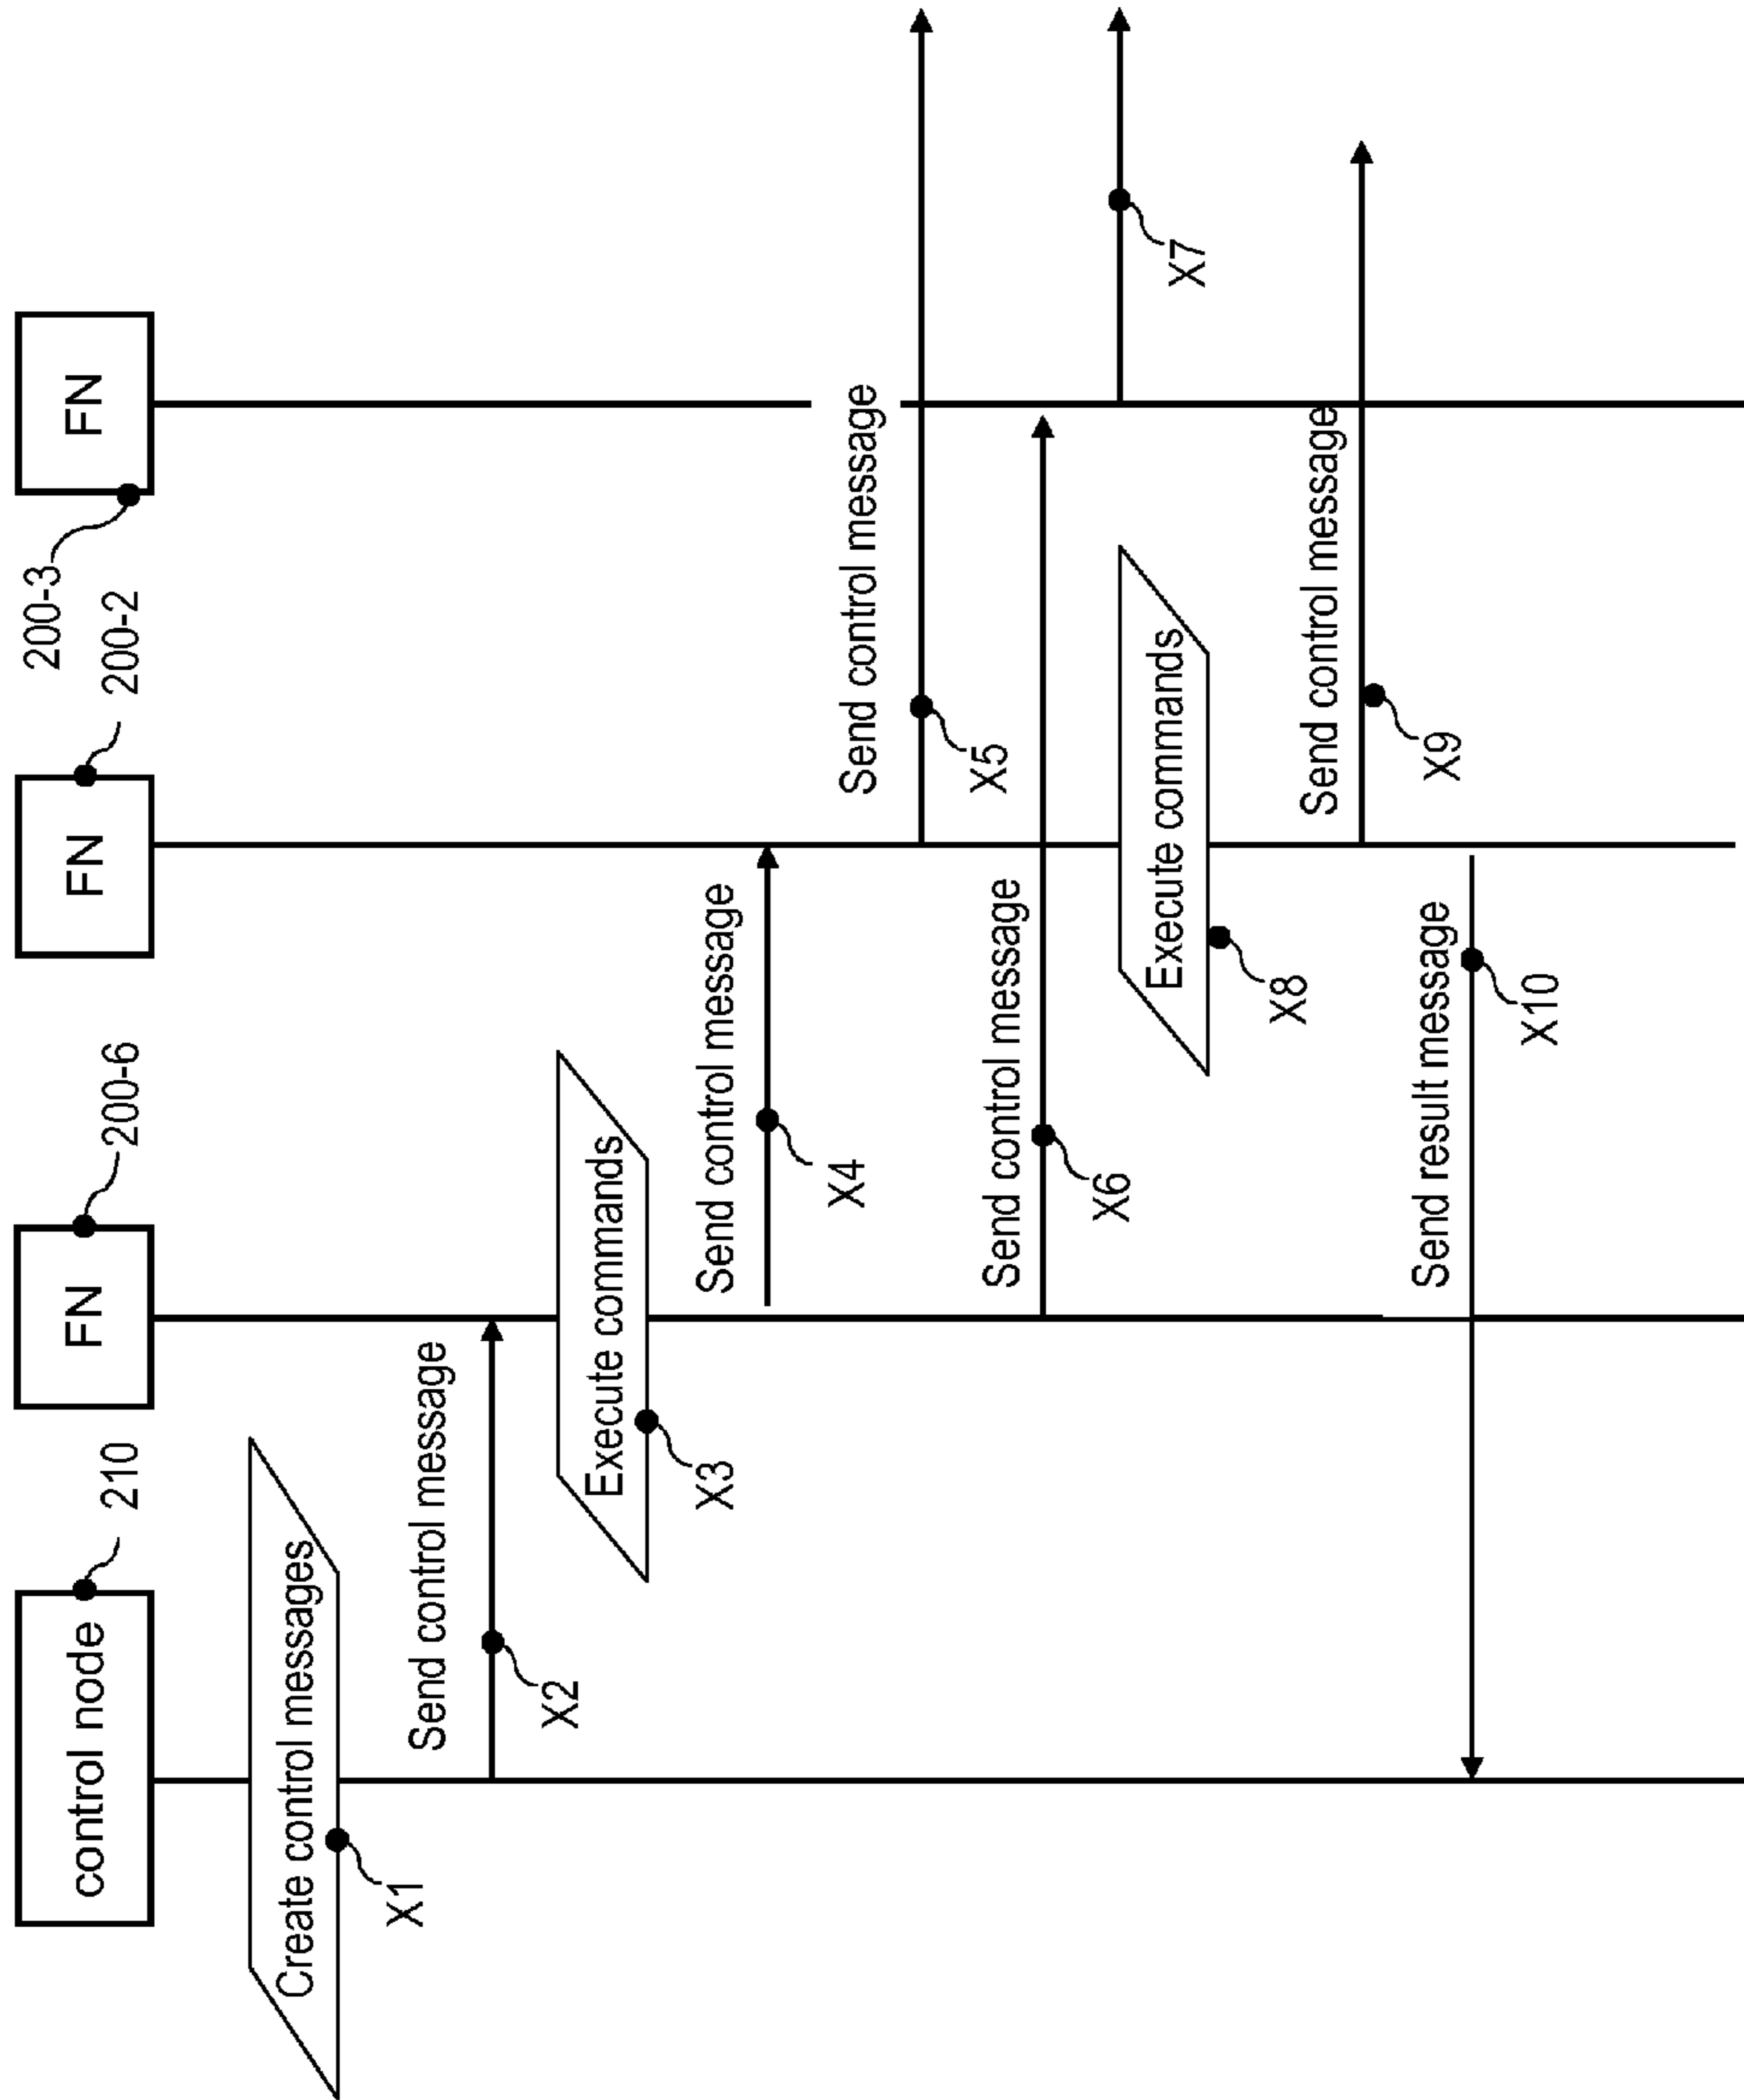 control node
210
FN
200-6
FN
200-2
FN
200-3
Create control messages
X1
Send control message
X2
Execute commands
X3
Send control message
X4
Send control message
X5
Send control message
X6
X7
Execute commands
X8
Send control message
X9
Send result message
X10